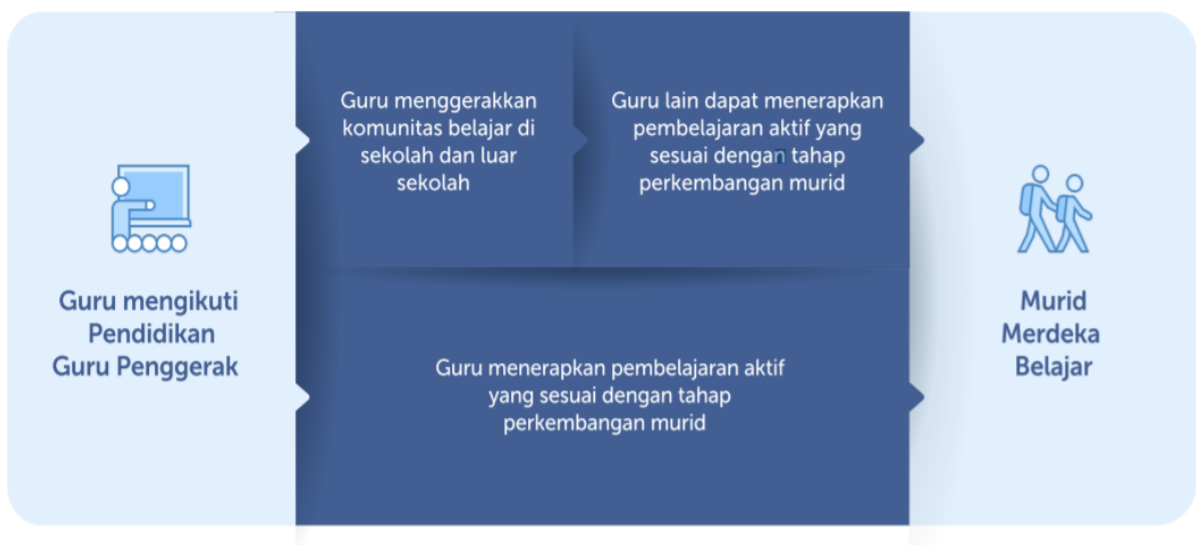 Guru mengikuti
Pendidikan
Guru Penggerak
Guru menggerakkan
komunitas belajar di
sekolah dan luar
sekolah
Guru lain dapat menerapkan
pembelajaran aktif yang
sesuai dengan tahap
perkembangan murid
Guru menerapkan pembelajaran aktif
yang sesuai dengan tahap
perkembangan murid
Murid
Merdeka
Belajar